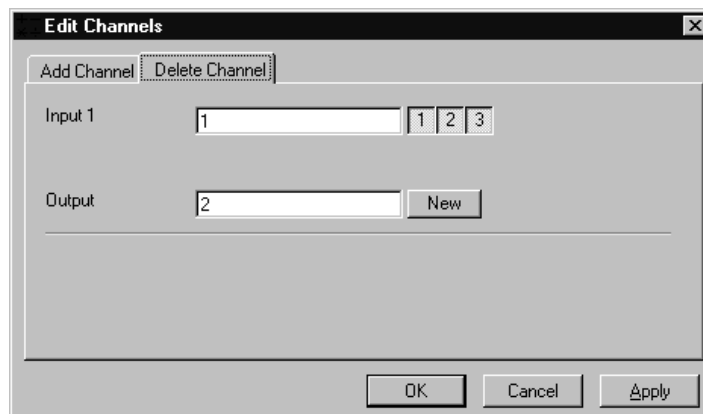 Edit Channels
Add Channel Delete Channel
Input 1 1 1 2 3
Output 2 New
OK Cancel Apply